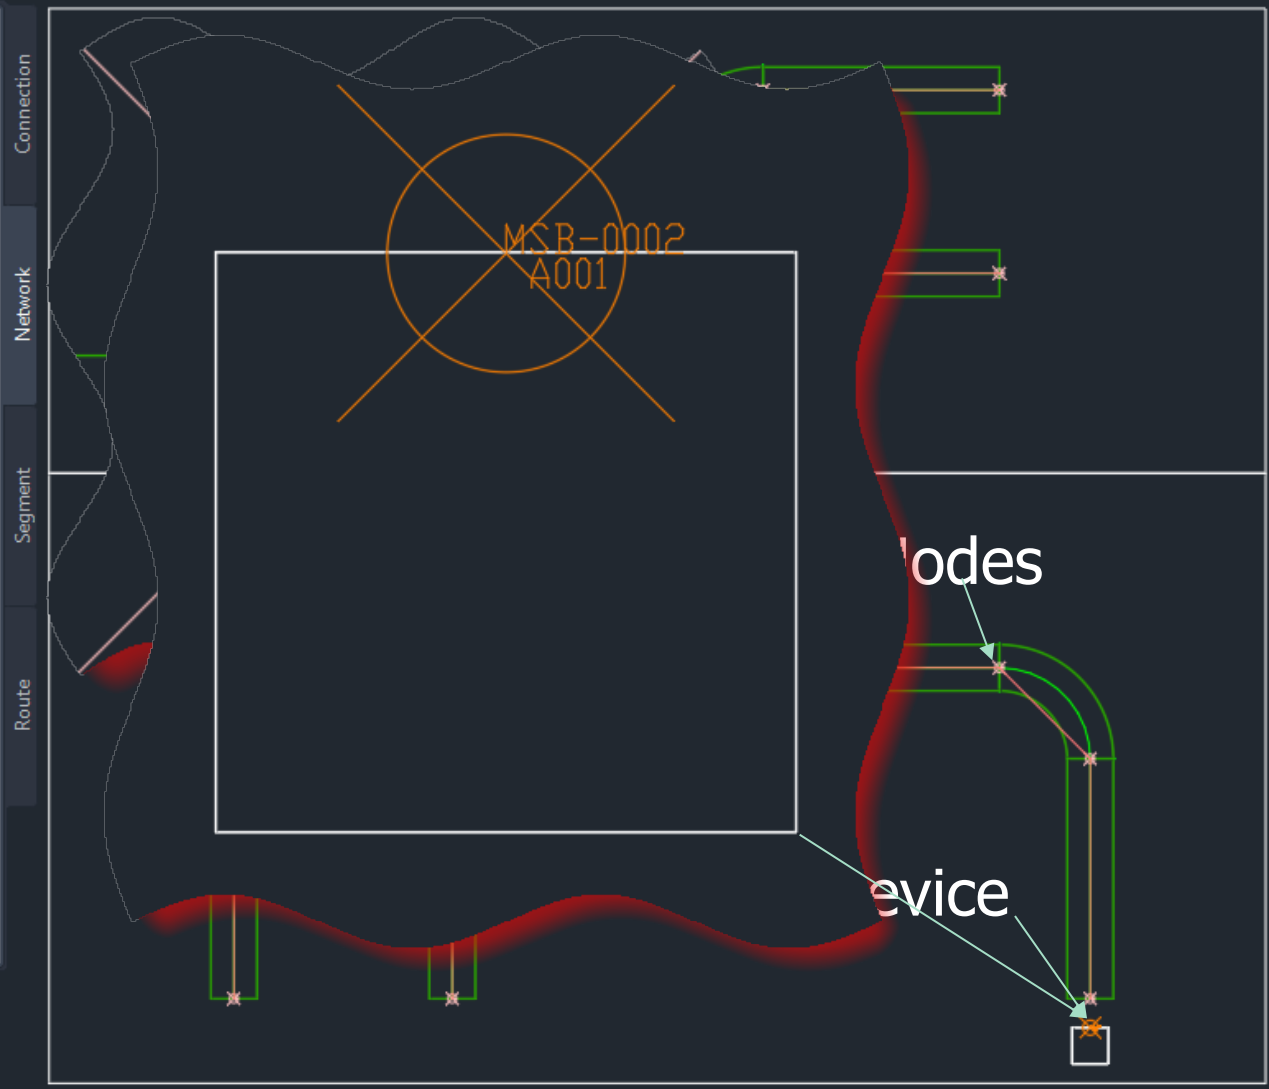 Connection
Network
Segment
Route
MSB-0002
A001
odes
evice